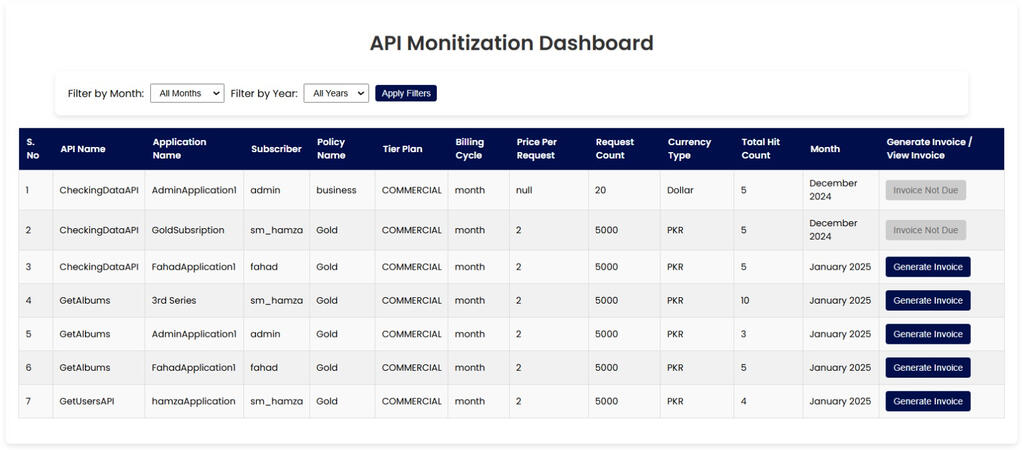 API Monitization Dashboard
Filter by Month: All Months Filter by Year: All Years Apply Filters
S. No API Name Application Name Subscriber Policy Name Tier Plan Billing Cycle Price Per Request Request Count Currency Type Total Hit Count Month Generate Invoice / View Invoice
1 CheckingDataAPI AdminApplication1 admin business COMMERCIAL month null 20 Dollar 5 December 2024 Invoice Not Due
2 CheckingDataAPI GoldSubsription sm_hamza Gold COMMERCIAL month 2 5000 PKR 5 December 2024 Invoice Not Due
3 CheckingDataAPI FahadApplication1 fahad Gold COMMERCIAL month 2 5000 PKR 5 January 2025 Generate Invoice
4 GetAlbums 3rd Series sm_hamza Gold COMMERCIAL month 2 5000 PKR 10 January 2025 Generate Invoice
5 GetAlbums AdminApplication1 admin Gold COMMERCIAL month 2 5000 PKR 3 January 2025 Generate Invoice
6 GetAlbums FahadApplication1 fahad Gold COMMERCIAL month 2 5000 PKR 5 January 2025 Generate Invoice
7 GetUsersAPI hamzaApplication sm_hamza Gold COMMERCIAL month 2 5000 PKR 4 January 2025 Generate Invoice